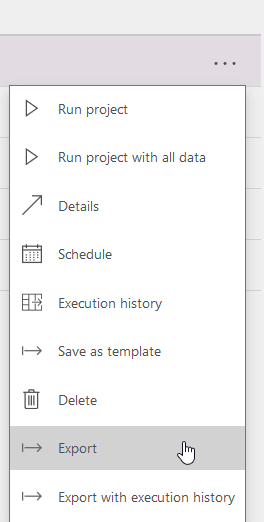 Run project
Run project with all data
Details
Schedule
Execution history
Save as template
Delete
Export
Export with execution history